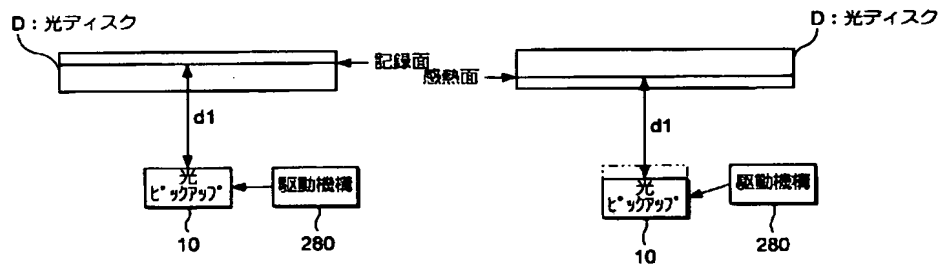 D:光ディスク
記録面
d1
光
ピックアップ
10
駆動機構
280
D:光ディスク
感熱面
d1
光
ピックアップ
10
駆動機構
280